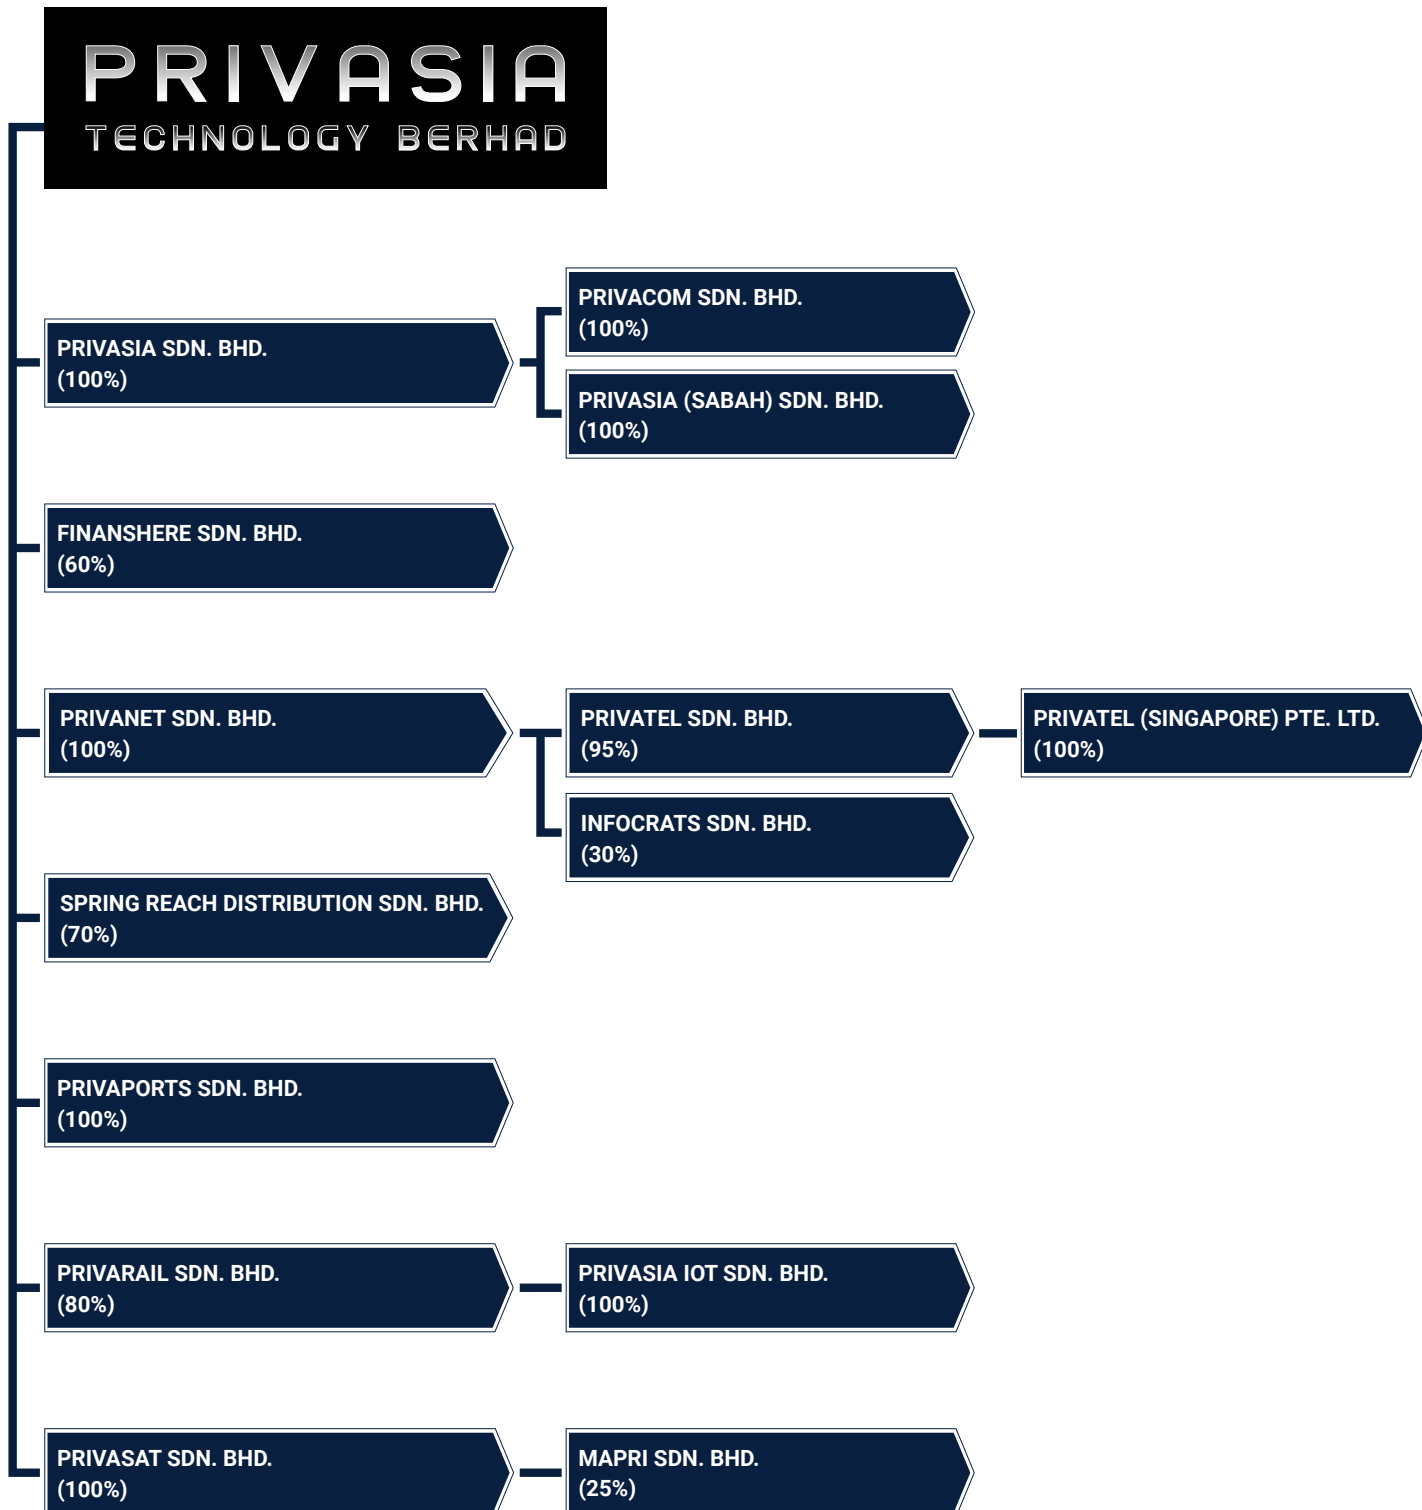 PRIVASIA
TECHNOLOGY BERHAD
PRIVASIA SDN. BHD.
(100%)
PRIVACOM SDN. BHD.
(100%)
PRIVASIA (SABAH) SDN. BHD.
(100%)
FINANSHERE SDN. BHD.
(60%)
PRIVANET SDN. BHD.
(100%)
PRIVATEL SDN. BHD.
(95%)
PRIVATEL (SINGAPORE) PTE. LTD.
(100%)
INFOCRATS SDN. BHD.
(30%)
SPRING REACH DISTRIBUTION SDN. BHD.
(70%)
PRIVAPORTS SDN. BHD.
(100%)
PRIVARAIL SDN. BHD.
(80%)
PRIVASIA IOT SDN. BHD.
(100%)
PRIVASAT SDN. BHD.
(100%)
MAPRI SDN. BHD.
(25%)